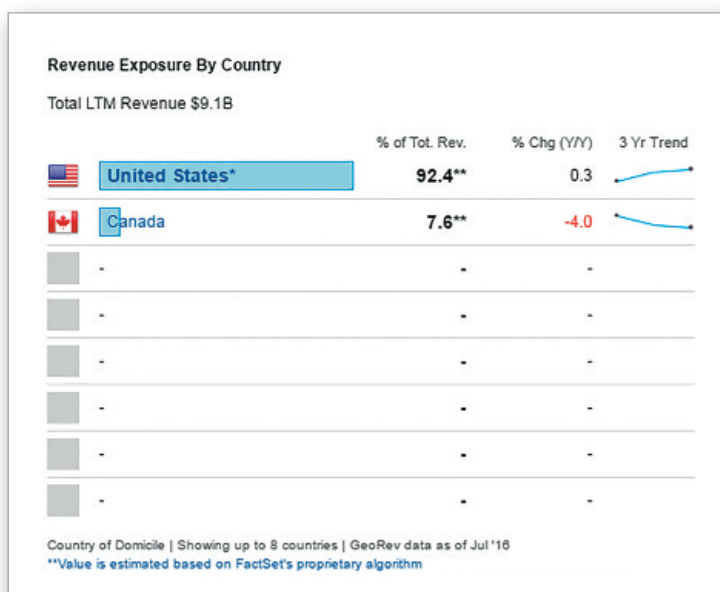 Revenue Exposure By Country
Total LTM Revenue $9.1B
% of Tot. Rev. % Chg (Y/Y) 3 Yr Trend
United States* 92.4** 0.3
Canada 7.6** -4.0
- - -
- - -
- - -
- - -
- - -
- - -
Country of Domicile | Showing up to 8 countries | GeoRev data as of Jul '16
**Value is estimated based on FactSet's proprietary algorithm